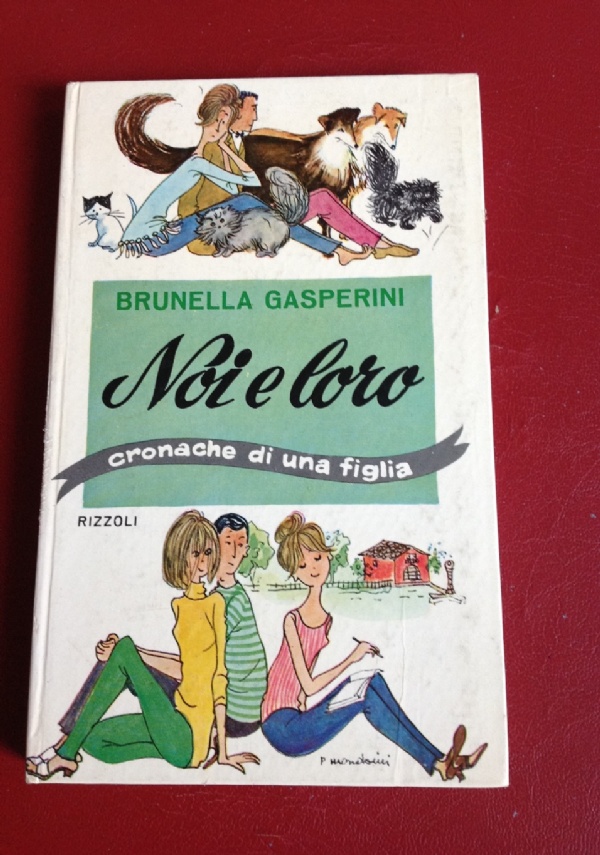 BRUNELLA GASPERINI
Noi e loro
cronache di una figlia
RIZZOLI